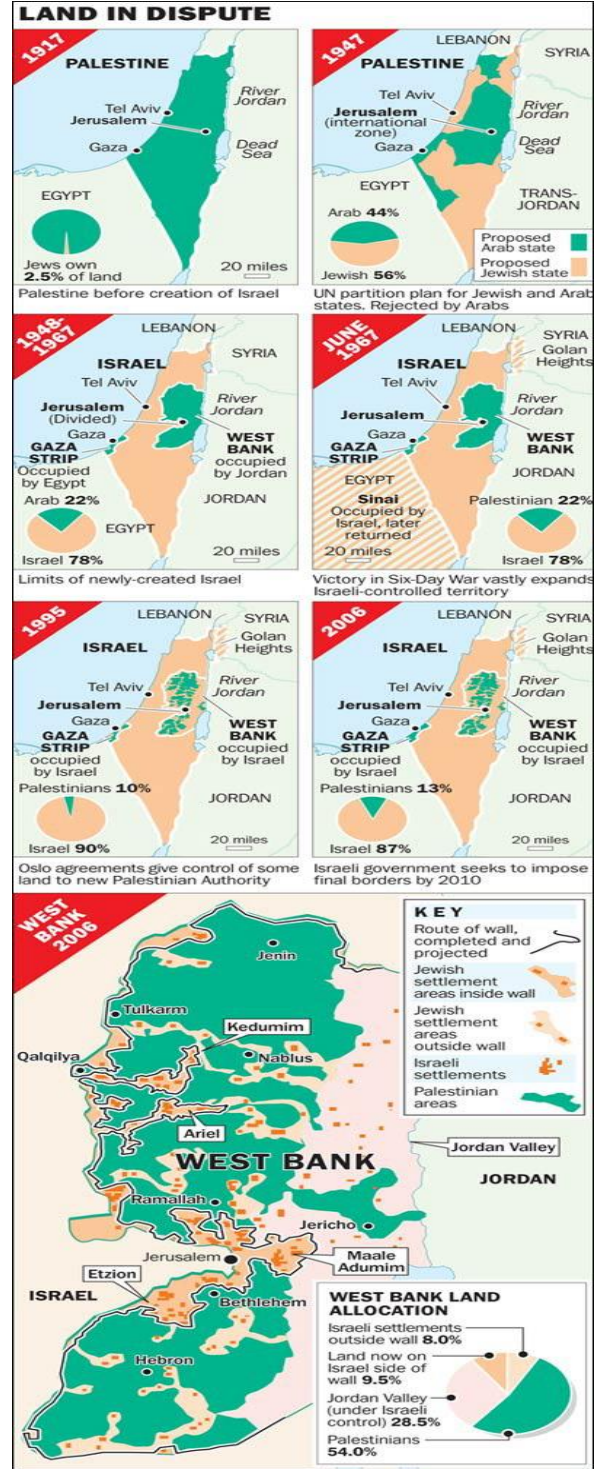 LAND IN DISPUTE
1917
PALESTINE
Tel Aviv
Jerusalem
Gaza
River
Jordan
Dead
Sea
EGYPT
Jews own
2.5% of land
20 miles
Palestine before creation of Israel
1947
LEBANON
SYRIA
PALESTINE
Tel Aviv
Jerusalem
(international
zone)
Gaza
River
Jordan
Dead
Sea
EGYPT
TRANS-
JORDAN
Arab 44%
Jewish 56%
Proposed
Arab state
Proposed
Jewish state
20 miles
UN partition plan for Jewish and Arab
states. Rejected by Arabs
1948-
1967
LEBANON
SYRIA
ISRAEL
Tel Aviv
Jerusalem
(Divided)
Gaza
GAZA
STRIP
Occupied
by Egypt
River
Jordan
WEST
BANK
occupied
by Jordan
Arab 22%
EGYPT
JORDAN
Israel 78%
20 miles
Limits of newly-created Israel
JUNE
1967
LEBANON
SYRIA
Golan
Heights
ISRAEL
Tel Aviv
Jerusalem
Gaza
GAZA
STRIP
River
Jordan
WEST
BANK
EGYPT
Sinai
Occupied by
Israel, later
returned
20 miles
JORDAN
Palestinian 22%
Israel 78%
Victory in Six-Day War vastly expands
Israeli-controlled territory
1995
LEBANON
SYRIA
Golan
Heights
ISRAEL
Tel Aviv
Jerusalem
Gaza
GAZA
STRIP
occupied
by Israel
River
Jordan
WEST
BANK
occupied
by Israel
Palestinians 10%
JORDAN
Israel 90%
20 miles
Oslo agreements give control of some
land to new Palestinian Authority
2006
LEBANON
SYRIA
Golan
Heights
ISRAEL
Tel Aviv
Jerusalem
Gaza
GAZA
STRIP
occupied
by Israel
River
Jordan
WEST
BANK
occupied
by Israel
Palestinians 13%
JORDAN
Israel 87%
20 miles
Israeli government seeks to impose
final borders by 2010
WEST
BANK
2006
Jenin
Tulkarm
Kedumim
Qalqilya
Nablus
Ariel
WEST BANK
Jordan Valley
JORDAN
Ramallah
Jericho
Jerusalem
Maale
Adumim
Etzion
ISRAEL
Bethlehem
Hebron
KEY
Route of wall,
completed and
projected
Jewish
settlement
areas inside wall
Jewish
settlement
areas
outside wall
Israeli
settlements
Palestinian
areas
WEST BANK LAND
ALLOCATION
Israeli settlements
outside wall 8.0%
Land now on
Israel side of
wall 9.5%
Jordan Valley
(under Israeli
control) 28.5%
Palestinians
54.0%